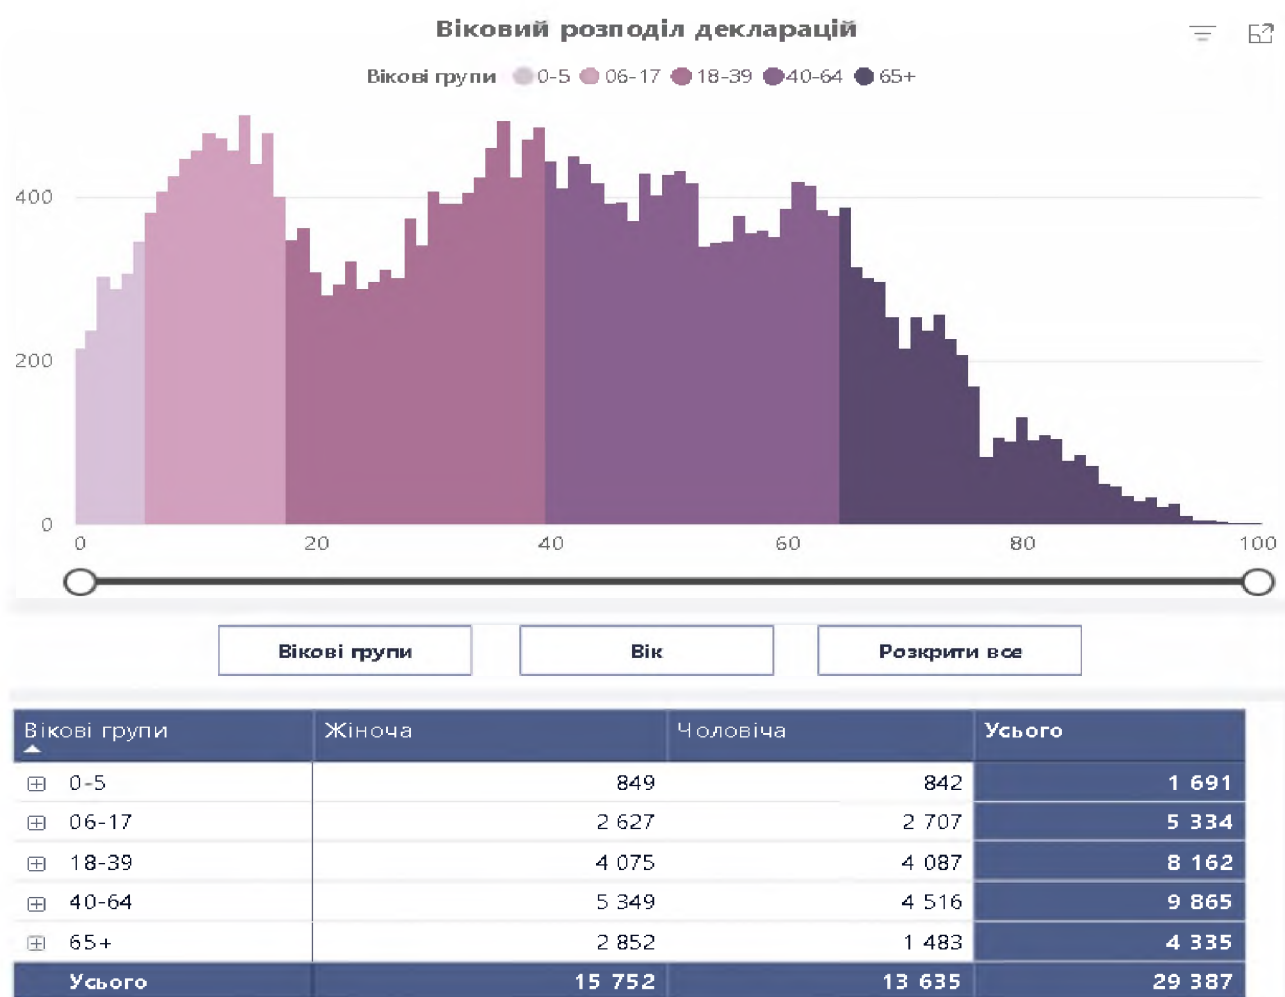 Віковий розподіл декларацій
Вікові групи 0-5 06-17 18-39 40-64 65+
400
200
0
0 20 40 60 80 100
Вікові групи Вік Розкрити все
Вікові групи Жіноча Чоловіча Усього
0-5 849 842 1 691
06-17 2 627 2 707 5 334
18-39 4 075 4 087 8 162
40-64 5 349 4 516 9 865
65+ 2 852 1 483 4 335
Усього 15 752 13 635 29 387